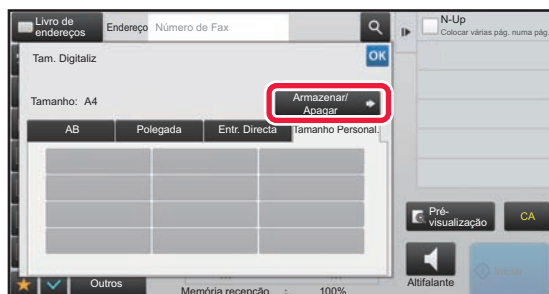 Livro de
endereços
Endereço
Número de Fax
N-Up
Colocar várias pág. numa pág.
Tam. Digitaliz
OK
Tamanho: A4
Armazenar/
Apagar
AB
Polegada
Entr. Directa
Tamanho Personal.
Pré-
visualização
CA
Altifalante
Iniciar
Outros
Memória recepção : 100%